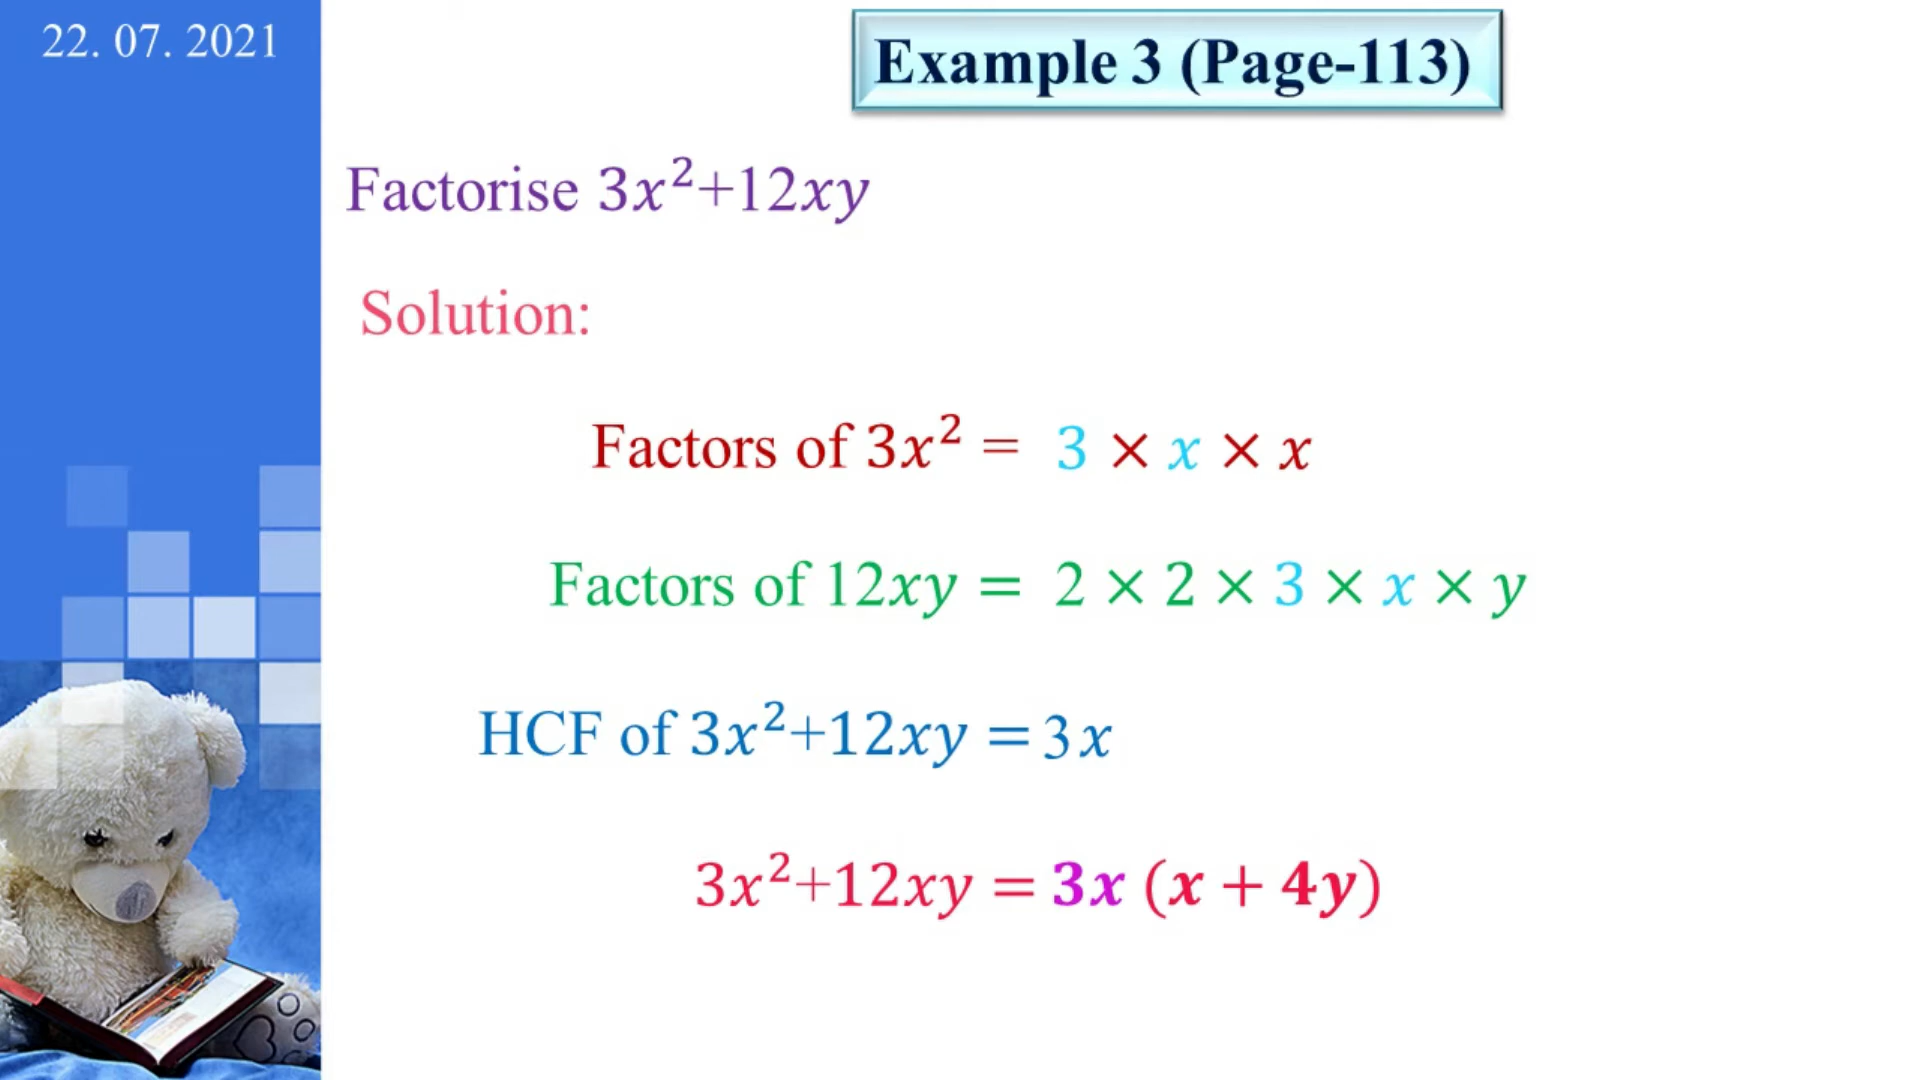 22. 07. 2021
Example 3 (Page-113)
Factorise 3x²+12xy
Solution:
Factors of 3x² = 3 × x × x
Factors of 12xy = 2 × 2 × 3 × x × y
HCF of 3x²+12xy = 3x
3x²+12xy = 3x (x + 4y)